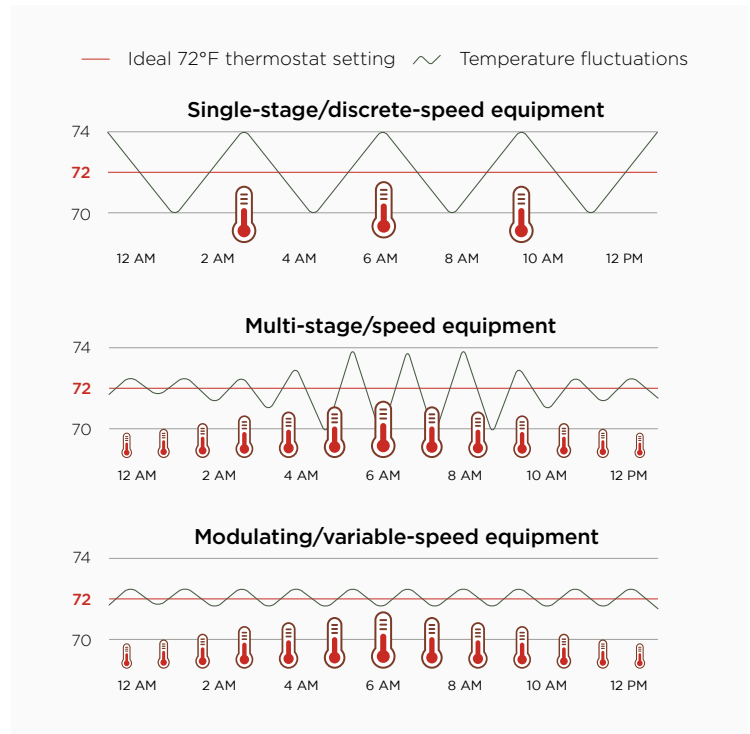 Ideal 72°F thermostat setting Temperature fluctuations
Single-stage/discrete-speed equipment
74
72
70
12 AM 2 AM 4 AM 6 AM 8 AM 10 AM 12 PM
Multi-stage/speed equipment
74
72
70
12 AM 2 AM 4 AM 6 AM 8 AM 10 AM 12 PM
Modulating/variable-speed equipment
74
72
70
12 AM 2 AM 4 AM 6 AM 8 AM 10 AM 12 PM